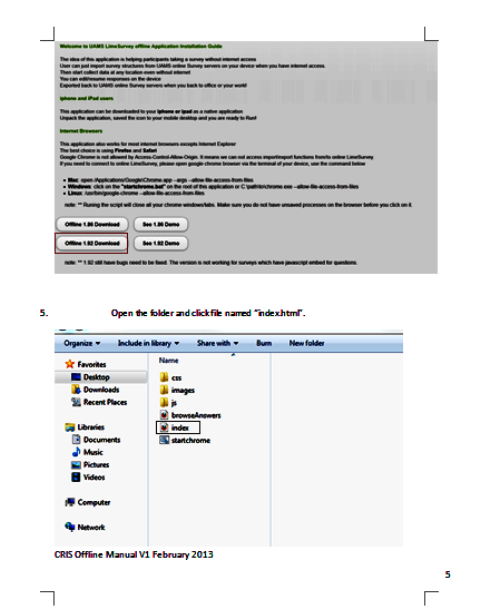 Welcome to UAMS LimeSurvey offline Application Installation Guide
The idea of this application is helping participants taking a survey without internet access
User can just import survey structures from UAMS online Survey servers on your device when you have internet access.
Then start collect data at any location even without internet
You can edit/resume responses on the device
Exported back to UAMS online Survey servers when you back to office or your work!
Iphone and iPad users
This application can be downloaded to your Iphone or Ipad as a native application
Unpack the application, saved the icon to your mobile desktop and you are ready to Run!
Internet Browsers
This application also works for most internet browsers excepts Internet Explorer
The best choice is using Firefox and Safari
Google Chrome is not allowed by Access-Control-Allow-Origin. It means we can not access import/export functions from/to online LimeSurvey.
If you need to connect to online LimeSurvey, please open google chrome browser via the terminal of your device, use the command below
• Mac: open /Applications/Google\Chrome.app --args --allow-file-access-from-files
• Windows: click on the "startchrome.bat" on the root of this application or C:\path\to\chrome.exe --allow-file-access-from-files
• Linux: /usr/bin/google-chrome --allow-file-access-from-files
note: ** Runing the script will close all your chrome windows/tabs. Make sure you do not have unsaved processes on the browser before you click on it.
Offline 1.86 Download See 1.86 Demo
Offline 1.92 Download See 1.92 Demo
note: ** 1.92 still have bugs need to be fixed. The version is not working for surveys which have javascript embed for questions.
5. Open the folder and click file named "index.html".
Organize Include in library Share with Burn New folder
Favorites
Desktop
Downloads
Recent Places
Libraries
Documents
Music
Pictures
Videos
Computer
Network
Name
css
images
js
browseAnswers
index
startchrome
CRIS Offline Manual V1 February 2013
5